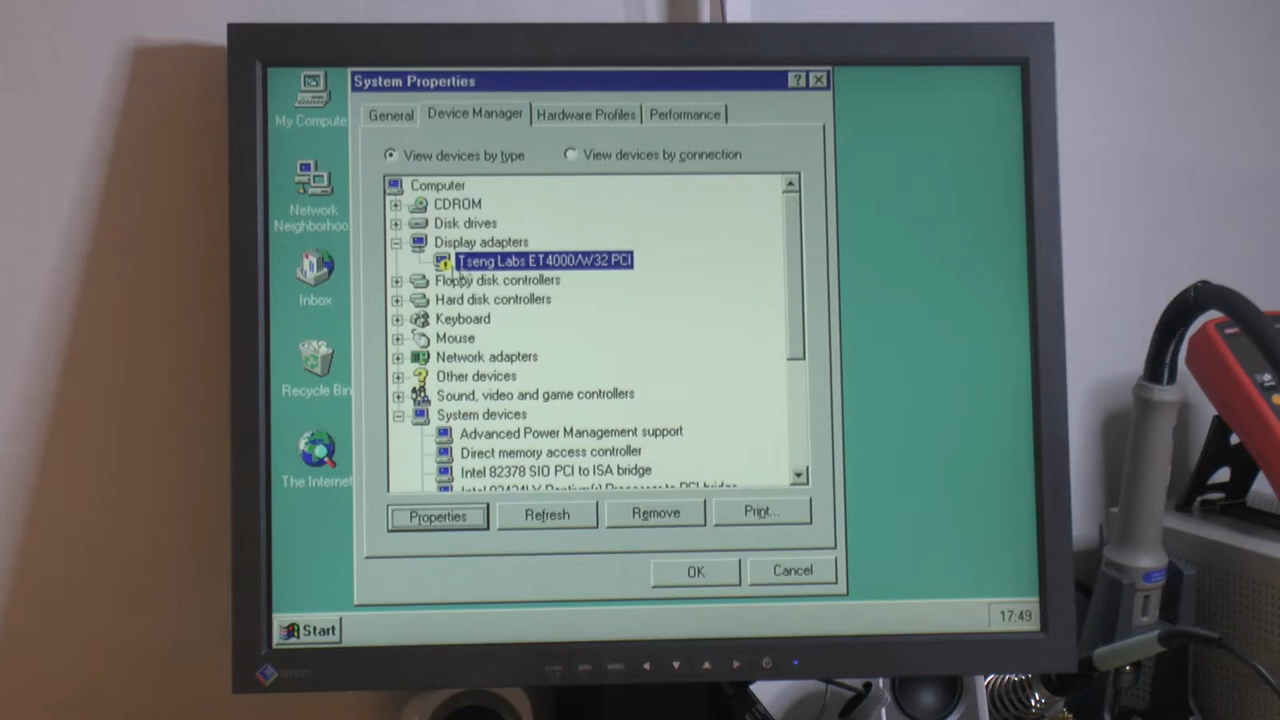 System Properties
General
Device Manager
Hardware Profiles
Performance
View devices by type
View devices by connection
Computer
CDROM
Disk drives
Display adapters
Tseng Labs ET4000/W32 PCI
Floppy disk controllers
Hard disk controllers
Keyboard
Mouse
Network adapters
Other devices
Sound, video and game controllers
System devices
Advanced Power Management support
Direct memory access controller
Intel 82378 SIO PCI to ISA bridge
Properties
Refresh
Remove
Print...
OK
Cancel
My Compute
Network
Neighborhoo
Inbox
Recycle Bin
The Internet
Start
17:49